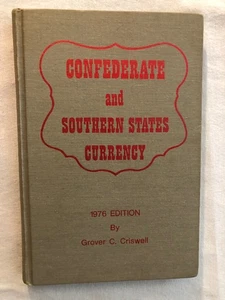 CONFEDERATE
and
SOUTHERN STATES
CURRENCY
1976 EDITION
By
Grover C. Criswell